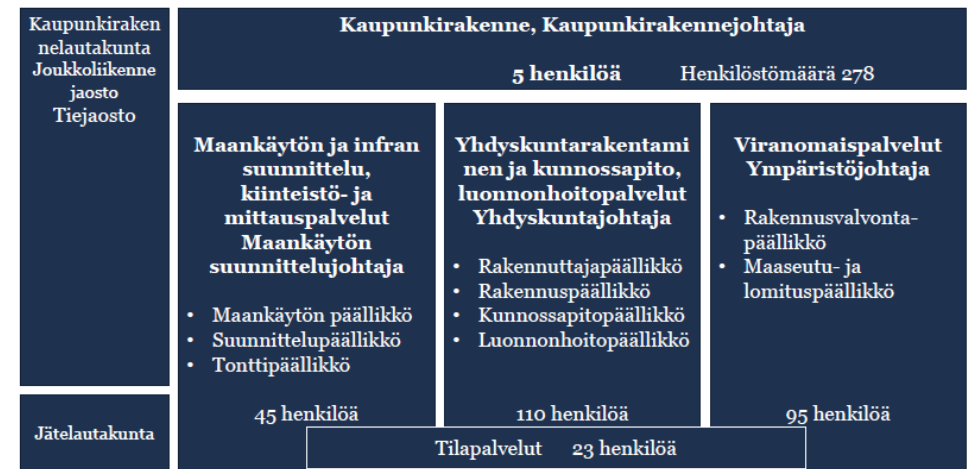 Kaupunkiraken
nelautakunta
Joukkoliikenne
jaosto
Tiejaosto
Jätelautakunta
Kaupunkirakenne, Kaupunkirakennejohtaja
5 henkilöä Henkilöstömäärä 278
Maankäytön ja infran
suunnittelu,
kiinteistö- ja
mittauspalvelut
Maankäytön
suunnittelujohtaja
• Maankäytön päällikkö
• Suunnittelupäällikkö
• Tonttipäällikkö
45 henkilöä
Yhdyskuntarakentami
nen ja kunnossapito,
luonnonhoitopalvelut
Yhdyskuntajohtaja
• Rakennuttajapäällikkö
• Rakennuspäällikkö
• Kunnossapitopäällikkö
• Luonnonhoitopäällikkö
110 henkilöä
Viranomaispalvelut
Ympäristöjohtaja
• Rakennusvalvonta-
päällikkö
• Maaseutu- ja
lomituspäällikkö
95 henkilöä
Tilapalvelut 23 henkilöä